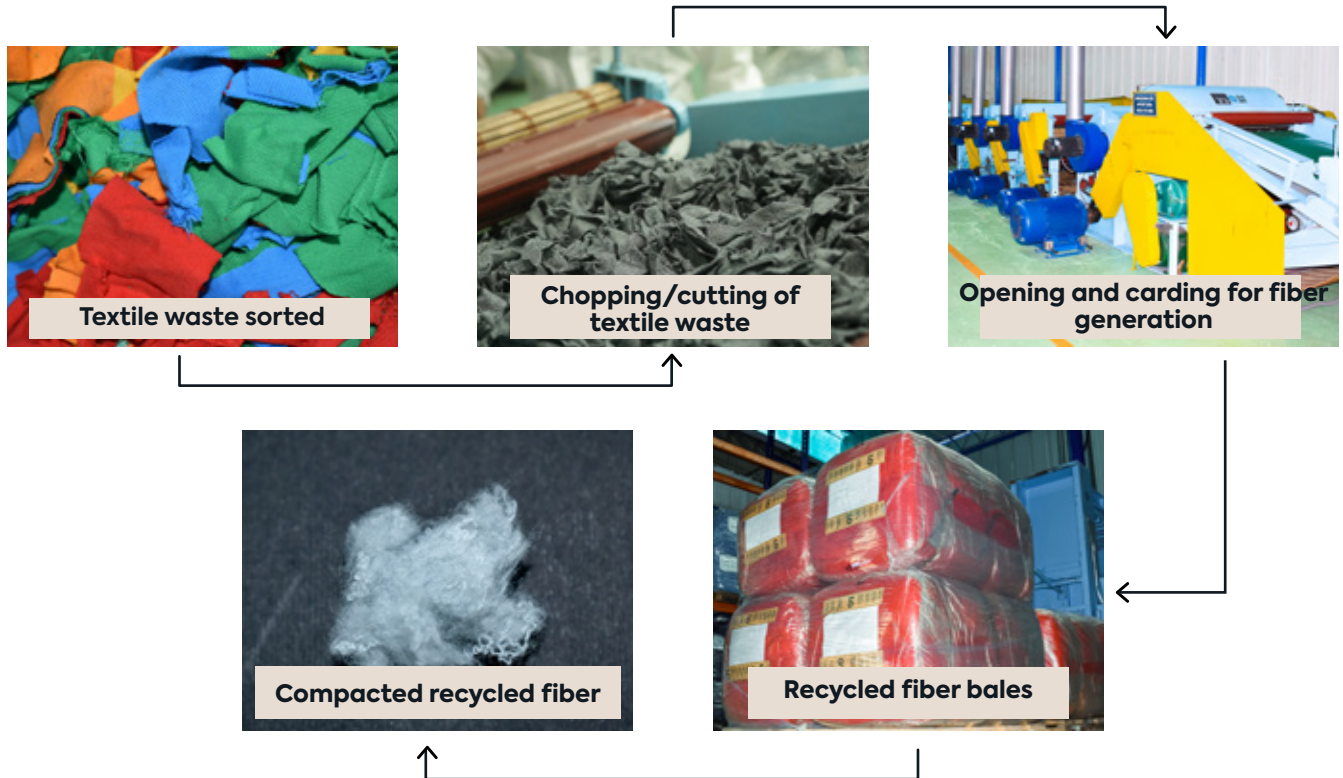 Textile waste sorted
Chopping/cutting of
textile waste
Opening and carding for fiber
generation
Compacted recycled fiber
Recycled fiber bales